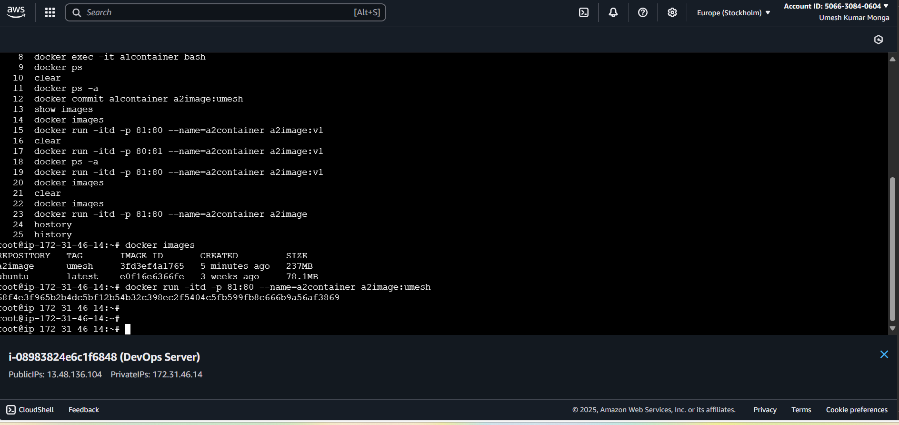 aws
Search [Alt+S]
Europe (Stockholm)
Account ID: 5066-3084-0604
Umesh Kumar Monga
8 docker exec -it a1container bash
9 docker ps
10 clear
11 docker ps -a
12 docker commit a1container a2image:umesh
13 show images
14 docker images
15 docker run -itd -p 81:80 --name=a2container a2image:v1
16 clear
17 docker run -itd -p 80:81 --name=a2container a2image:v1
18 docker ps -a
19 docker run -itd -p 81:80 --name=a2container a2image:v1
20 docker images
21 clear
22 docker images
23 docker run -itd -p 81:80 --name=a2container a2image
24 hostory
25 history
root@ip-172-31-46-14:~# docker images
REPOSITORY TAG IMAGE ID CREATED SIZE
a2image umesh 3fd3ef4a1765 5 minutes ago 237MB
ubuntu latest e0f16e6366fe 3 weeks ago 78.1MB
root@ip-172-31-46-14:~# docker run -itd -p 81:80 --name=a2container a2image:umesh
root@ip-172-31-46-14:~#
root@ip-172-31-46-14:~#
root@ip-172-31-46-14:~#
i-08983824e6c1f6848 (DevOps Server)
PublicIPs: 13.48.136.104 PrivateIPs: 172.31.46.14
CloudShell Feedback © 2025, Amazon Web Services, Inc. or its affiliates. Privacy Terms Cookie preferences